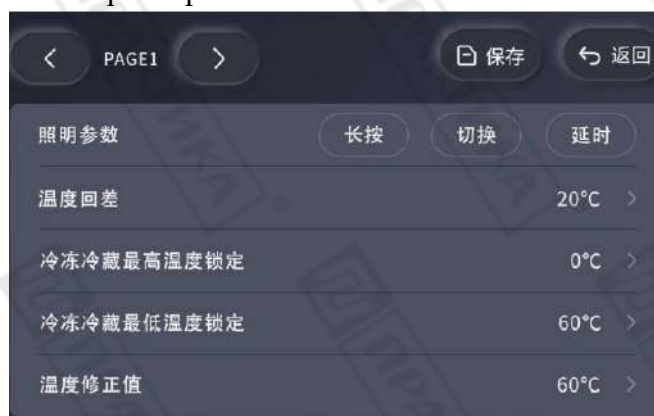 PAGE1 保存 返回
照明参数 长按 切换 延时
温度回差 20°C
冷冻冷藏最高温度锁定 0°C
冷冻冷藏最低温度锁定 60°C
温度修正值 60°C